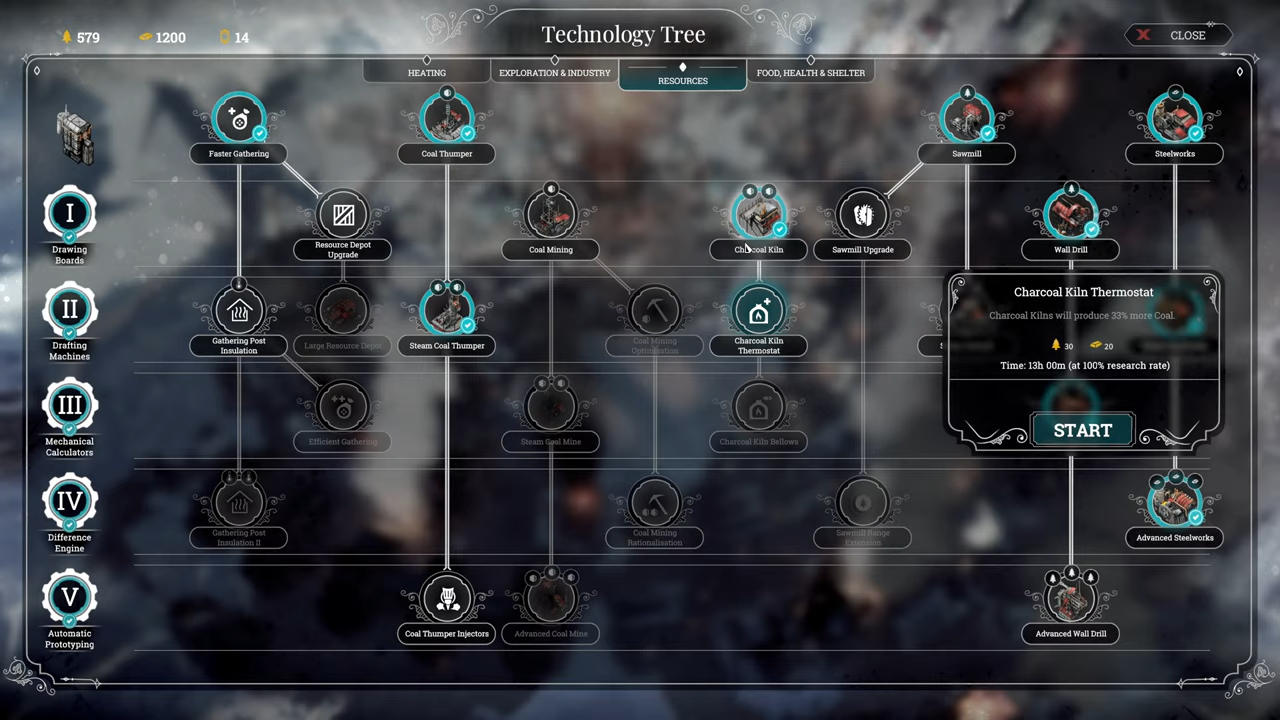 579
1200
14
Technology Tree
CLOSE
HEATING
EXPLORATION & INDUSTRY
RESOURCES
FOOD, HEALTH & SHELTER
Faster Gathering
Coal Thumper
Sawmill
Steelworks
I
Drawing
Boards
Resource Depot
Upgrade
Coal Mining
Charcoal Kiln
Sawmill Upgrade
Wall Drill
II
Drafting
Machines
Gathering Post
Insulation
Large Resource Depot
Steam Coal Thumper
Coal Mining
Optimisation
Charcoal Kiln
Thermostat
Charcoal Kiln Thermostat
Charcoal Kilns will produce 33% more Coal.
30
20
Time: 13h 00m (at 100% research rate)
START
III
Mechanical
Calculators
Efficient Gathering
Steam Coal Mine
Charcoal Kiln Bellows
IV
Difference
Engine
Gathering Post
Insulation II
Coal Mining
Rationalisation
Sawmill Range
Extension
Advanced Steelworks
V
Automatic
Prototyping
Coal Thumper Injectors
Advanced Coal Mine
Advanced Wall Drill